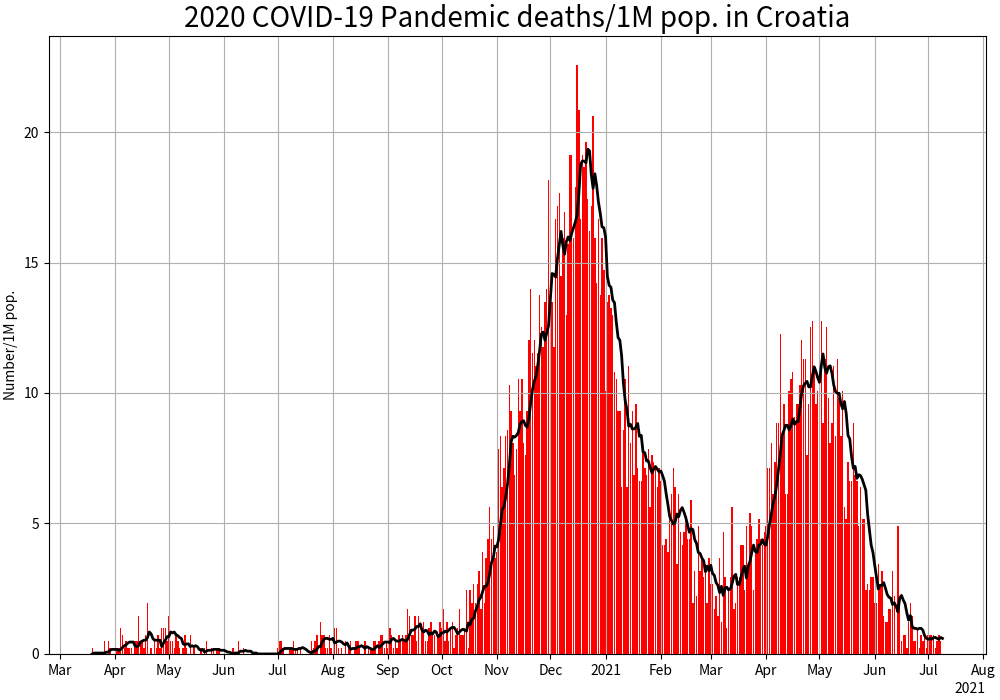 2020 COVID-19 Pandemic deaths/1M pop. in Croatia
Number/1M pop.
20
15
10
5
0
Mar Apr May Jun Jul Aug Sep Oct Nov Dec 2021 Feb Mar Apr May Jun Jul Aug
2021